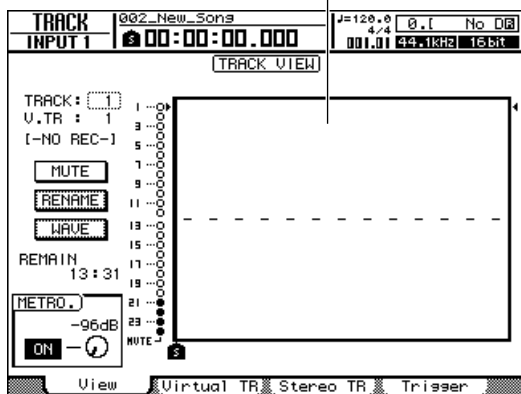 TRACK
INPUT 1
002_New_Song
S 00:00:00.000
J=120.0
4/4
001.01
0.[ No D
44.1kHz 16bit
TRACK VIEW
TRACK: 1
V.TR : 1
[-NO REC-]
MUTE
RENAME
WAVE
REMAIN
13:31
METRO.
-96dB
ON
1
3
5
7
9
11
13
15
17
19
21
23
MUTE
S
View
Virtual TR
Stereo TR
Trigger